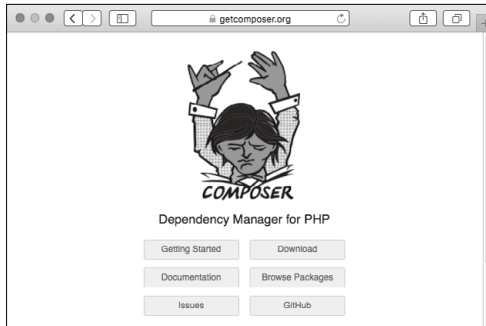 getcomposer.org
COMPOSER
Dependency Manager for PHP
Getting Started Download
Documentation Browse Packages
Issues GitHub